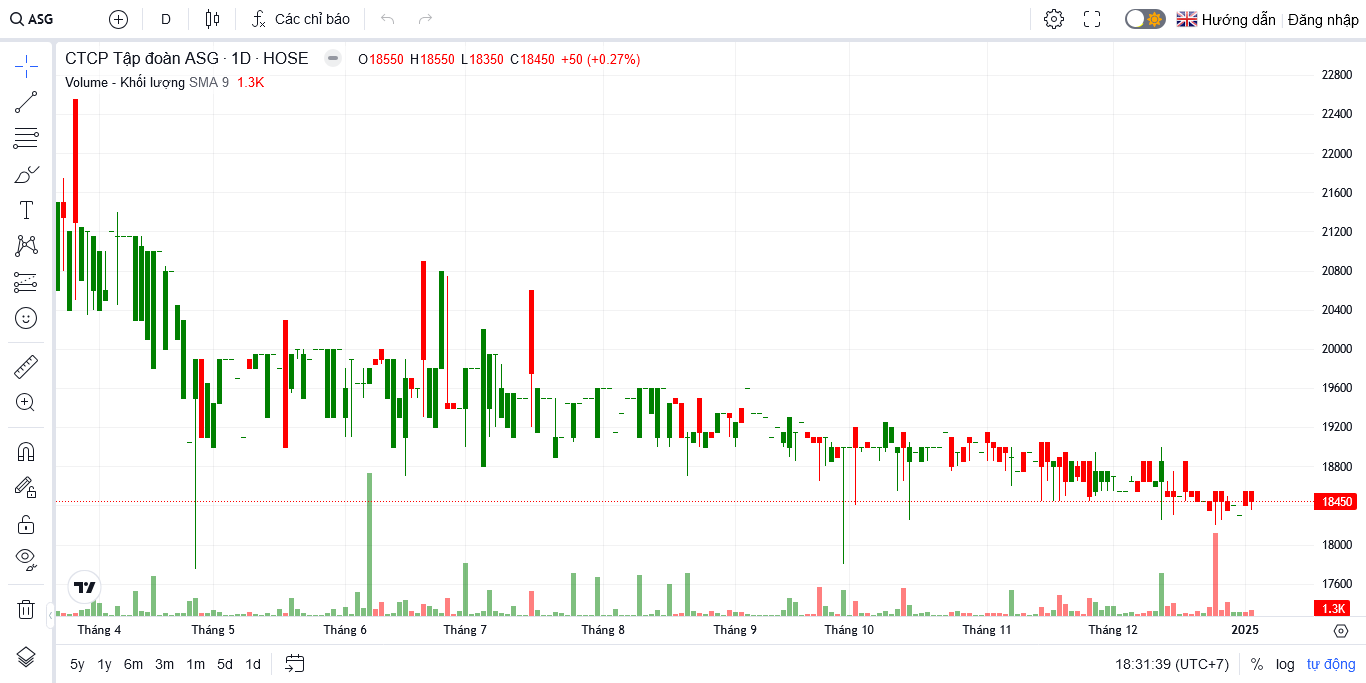 ASG D Các chỉ báo Hướng dẫn Đăng nhập
CTCP Tập đoàn ASG · 1D · HOSE O18550 H18550 L18350 C18450 +50 (+0.27%)
Volume - Khối lượng SMA 9 1.3K
22800
22400
22000
21600
21200
20800
20400
20000
19600
19200
18800
18450
18000
17600
1.3K
Tháng 4 Tháng 5 Tháng 6 Tháng 7 Tháng 8 Tháng 9 Tháng 10 Tháng 11 Tháng 12 2025
5y 1y 6m 3m 1m 5d 1d 18:31:39 (UTC+7) % log tự động